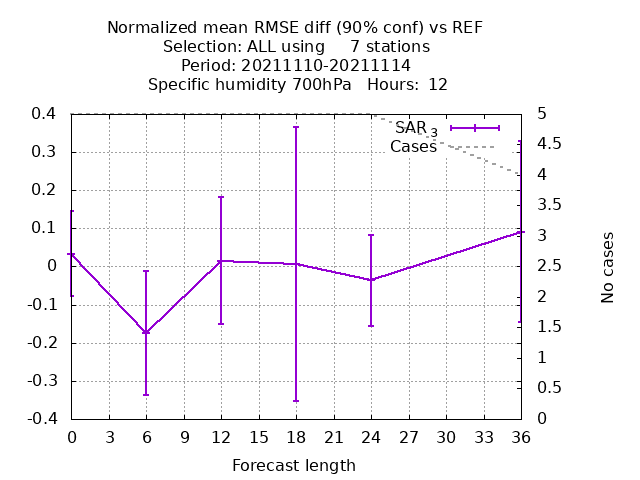 Normalized mean RMSE diff (90% conf) vs REF
Selection: ALL using     7 stations
Period: 20211110-20211114
Specific humidity 700hPa   Hours:  12
0.4
0.3
0.2
0.1
0
-0.1
-0.2
-0.3
-0.4
SAR 3
Cases
5
4.5
4
3.5
3
2.5
2
1.5
1
0.5
0
No cases
0 3 6 9 12 15 18 21 24 27 30 33 36
Forecast length